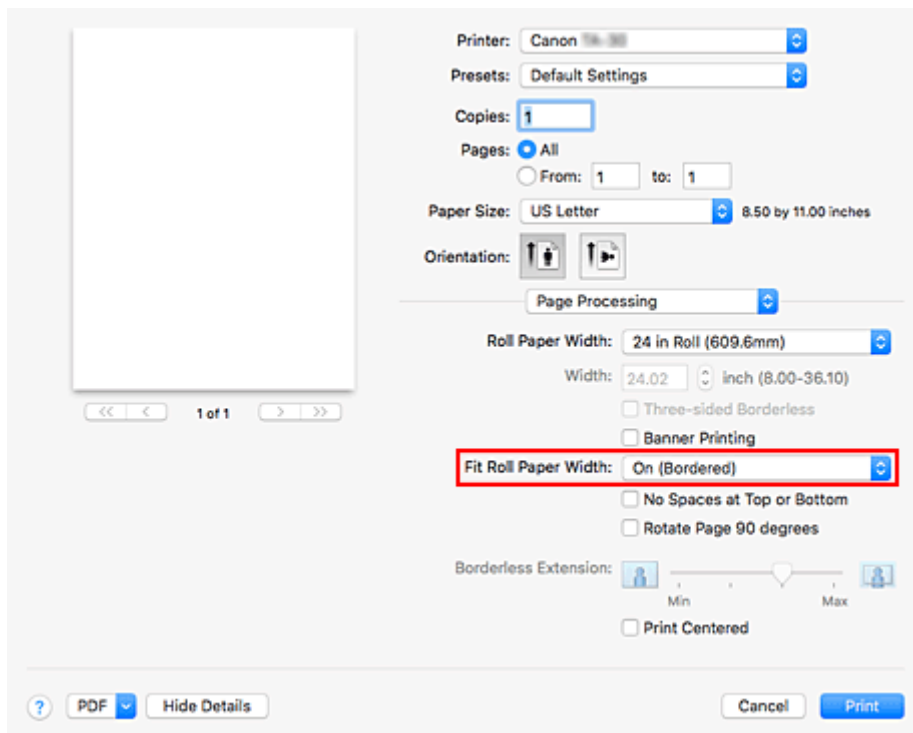 Printer: Canon
Presets: Default Settings
Copies: 1
Pages: All
From: 1 to: 1
Paper Size: US Letter 8.50 by 11.00 inches
Orientation:
Page Processing
Roll Paper Width: 24 in Roll (609.6mm)
Width: 24.02 inch (8.00-36.10)
Three-sided Borderless
Banner Printing
Fit Roll Paper Width: On (Bordered)
No Spaces at Top or Bottom
Rotate Page 90 degrees
Borderless Extension:
Min Max
Print Centered
1 of 1
? PDF Hide Details Cancel Print